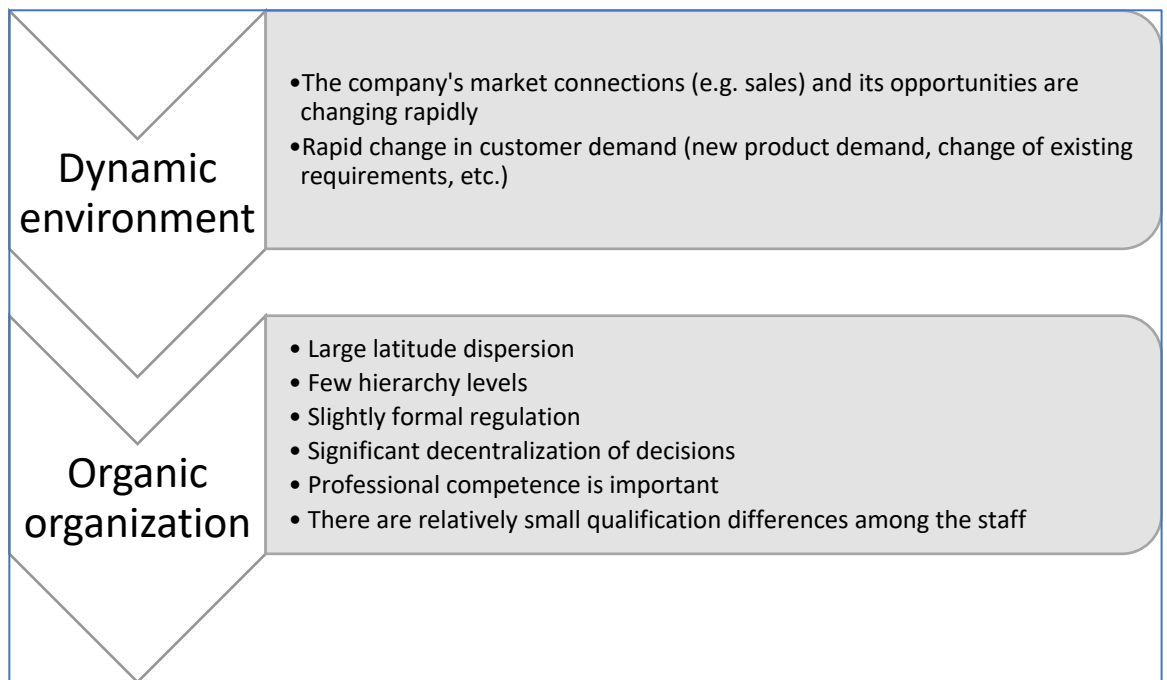 Dynamic
environment
•The company's market connections (e.g. sales) and its opportunities are
changing rapidly
•Rapid change in customer demand (new product demand, change of existing
requirements, etc.)
Organic
organization
• Large latitude dispersion
• Few hierarchy levels
• Slightly formal regulation
• Significant decentralization of decisions
• Professional competence is important
• There are relatively small qualification differences among the staff